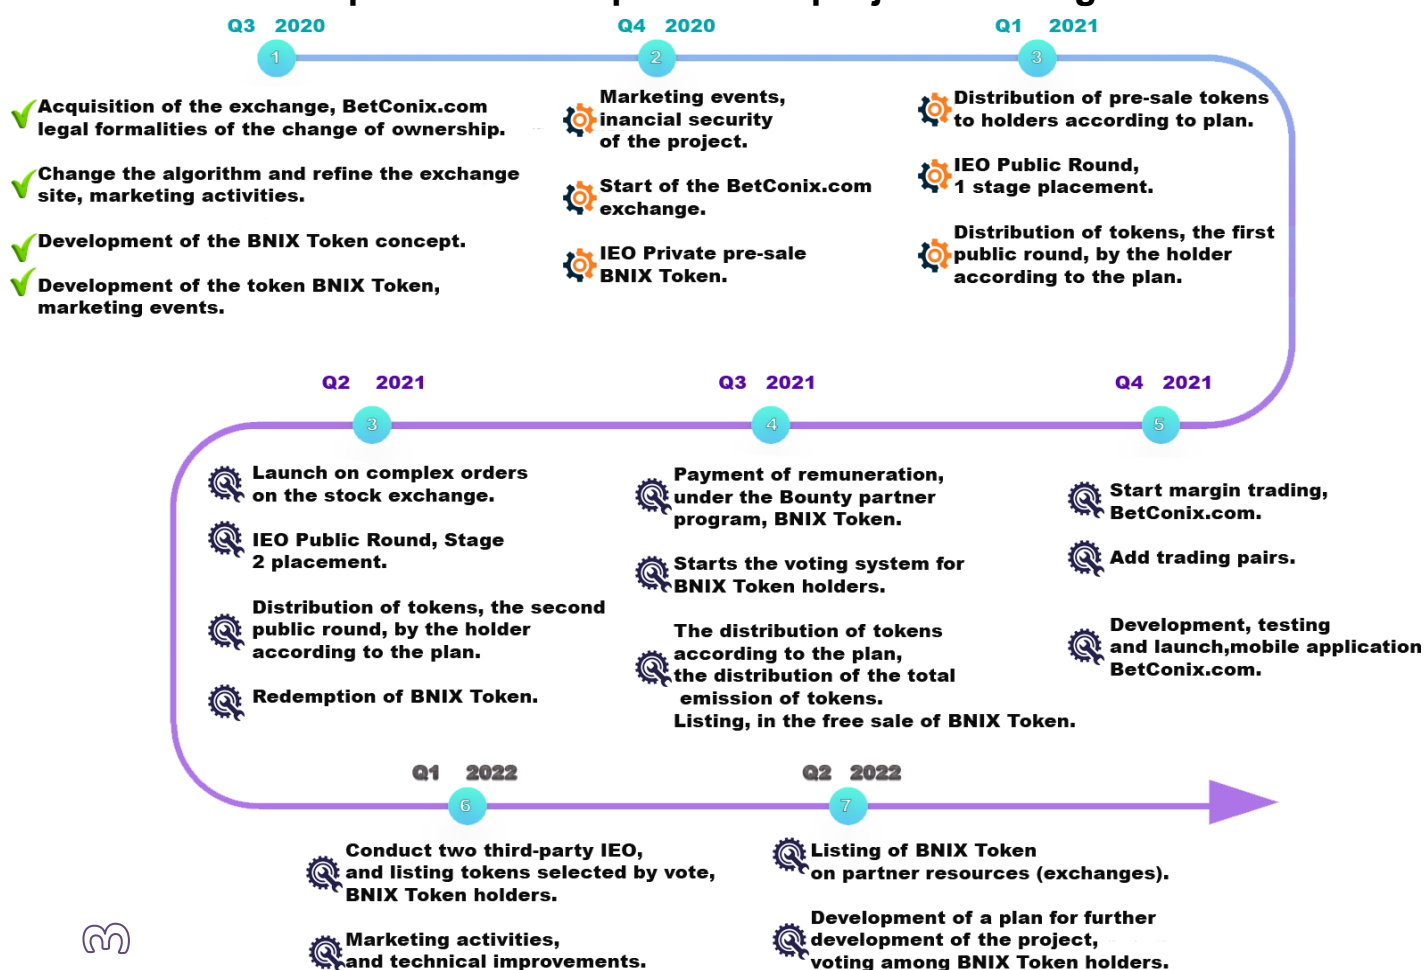 Q3 2020
1
Acquisition of the exchange, BetConix.com
legal formalities of the change of ownership.
Change the algorithm and refine the exchange
site, marketing activities.
Development of the BNIX Token concept.
Development of the token BNIX Token,
marketing events.
Q4 2020
2
Marketing events,
inancial security
of the project.
Start of the BetConix.com
exchange.
IEO Private pre-sale
BNIX Token.
Q1 2021
3
Distribution of pre-sale tokens
to holders according to plan.
IEO Public Round,
1 stage placement.
Distribution of tokens, the first
public round, by the holder
according to the plan.
Q2 2021
3
Launch on complex orders
on the stock exchange.
IEO Public Round, Stage
2 placement.
Distribution of tokens, the second
public round, by the holder
according to the plan.
Redemption of BNIX Token.
Q3 2021
4
Payment of remuneration,
under the Bounty partner
program, BNIX Token.
Starts the voting system for
BNIX Token holders.
The distribution of tokens
according to the plan,
the distribution of the total
emission of tokens.
Listing, in the free sale of BNIX Token.
Q4 2021
5
Start margin trading,
BetConix.com.
Add trading pairs.
Development, testing
and launch,mobile application
BetConix.com.
Q1 2022
6
Conduct two third-party IEO,
and listing tokens selected by vote,
BNIX Token holders.
Marketing activities,
and technical improvements.
Q2 2022
7
Listing of BNIX Token
on partner resources (exchanges).
Development of a plan for further
development of the project,
voting among BNIX Token holders.